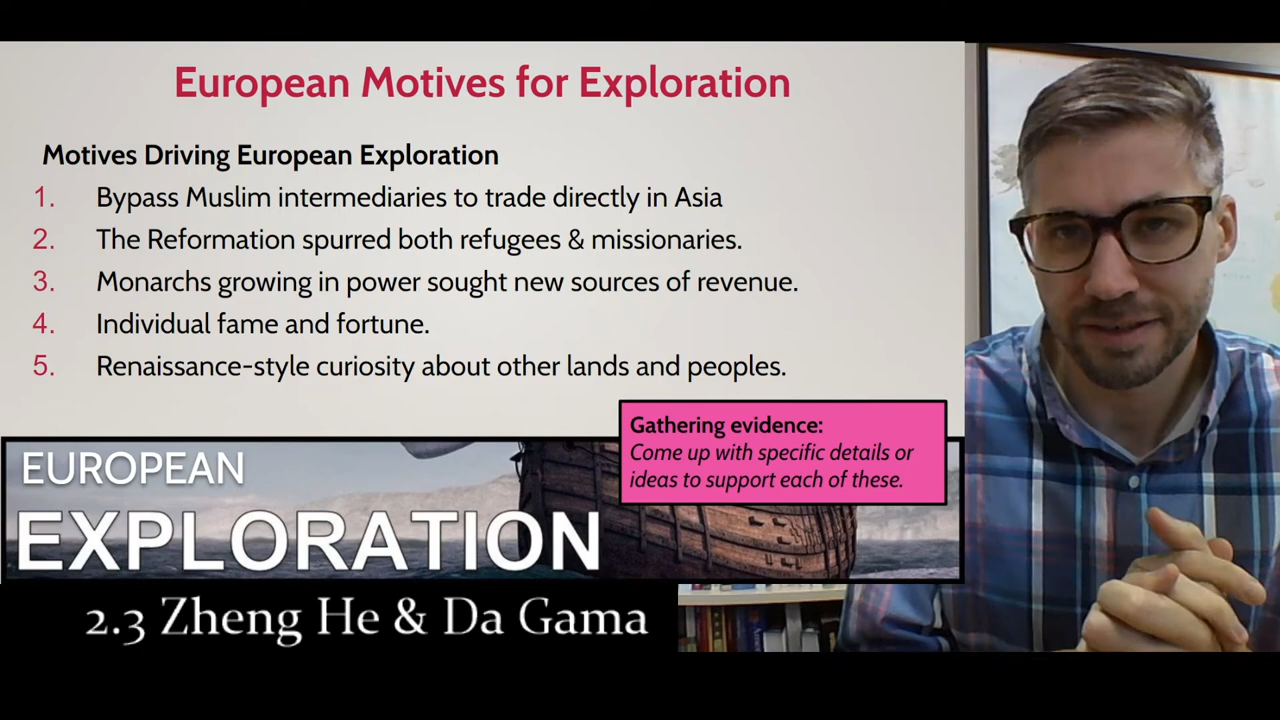 European Motives for Exploration
Motives Driving European Exploration
1. Bypass Muslim intermediaries to trade directly in Asia
2. The Reformation spurred both refugees & missionaries.
3. Monarchs growing in power sought new sources of revenue.
4. Individual fame and fortune.
5. Renaissance-style curiosity about other lands and peoples.
Gathering evidence:
Come up with specific details or
ideas to support each of these.
EUROPEAN
EXPLORATION
2.3 Zheng He & Da Gama